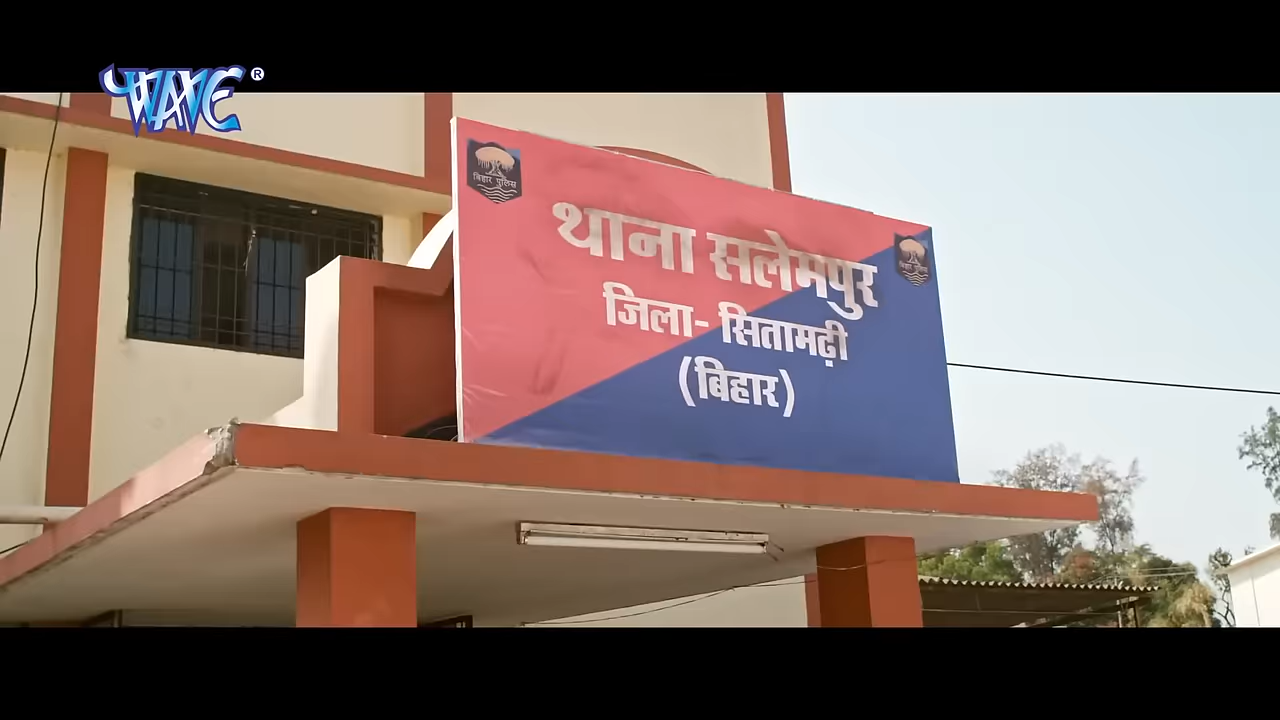 WAVE ®
बिहार पुलिस
थाना सलेमपुर
बिहार पुलिस
जिला- सितामढ़ी
(बिहार)